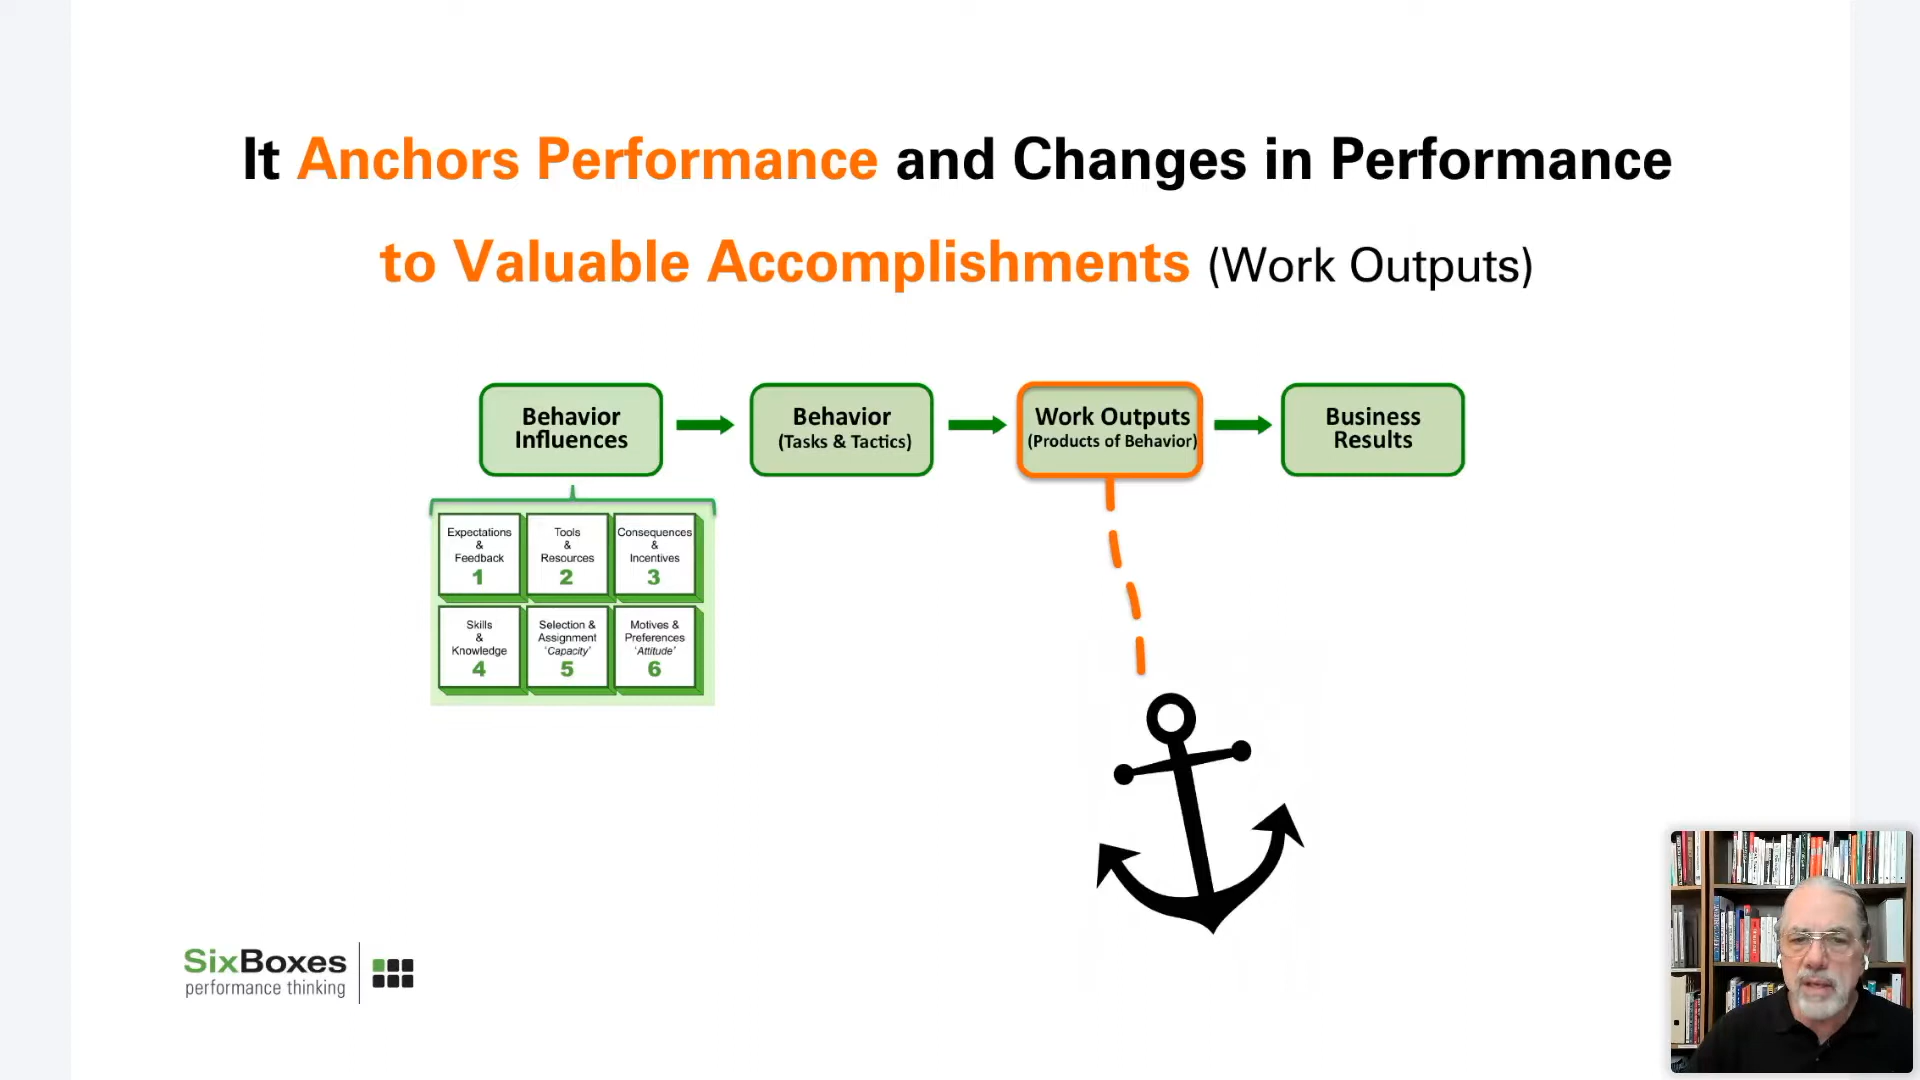 It Anchors Performance and Changes in Performance
to Valuable Accomplishments (Work Outputs)
Behavior
Influences
Behavior
(Tasks & Tactics)
Work Outputs
(Products of Behavior)
Business
Results
Expectations
&
Feedback
1
Tools
&
Resources
2
Consequences
&
Incentives
3
Skills
&
Knowledge
4
Selection &
Assignment
'Capacity'
5
Motives &
Preferences
'Attitude'
6
SixBoxes
performance thinking